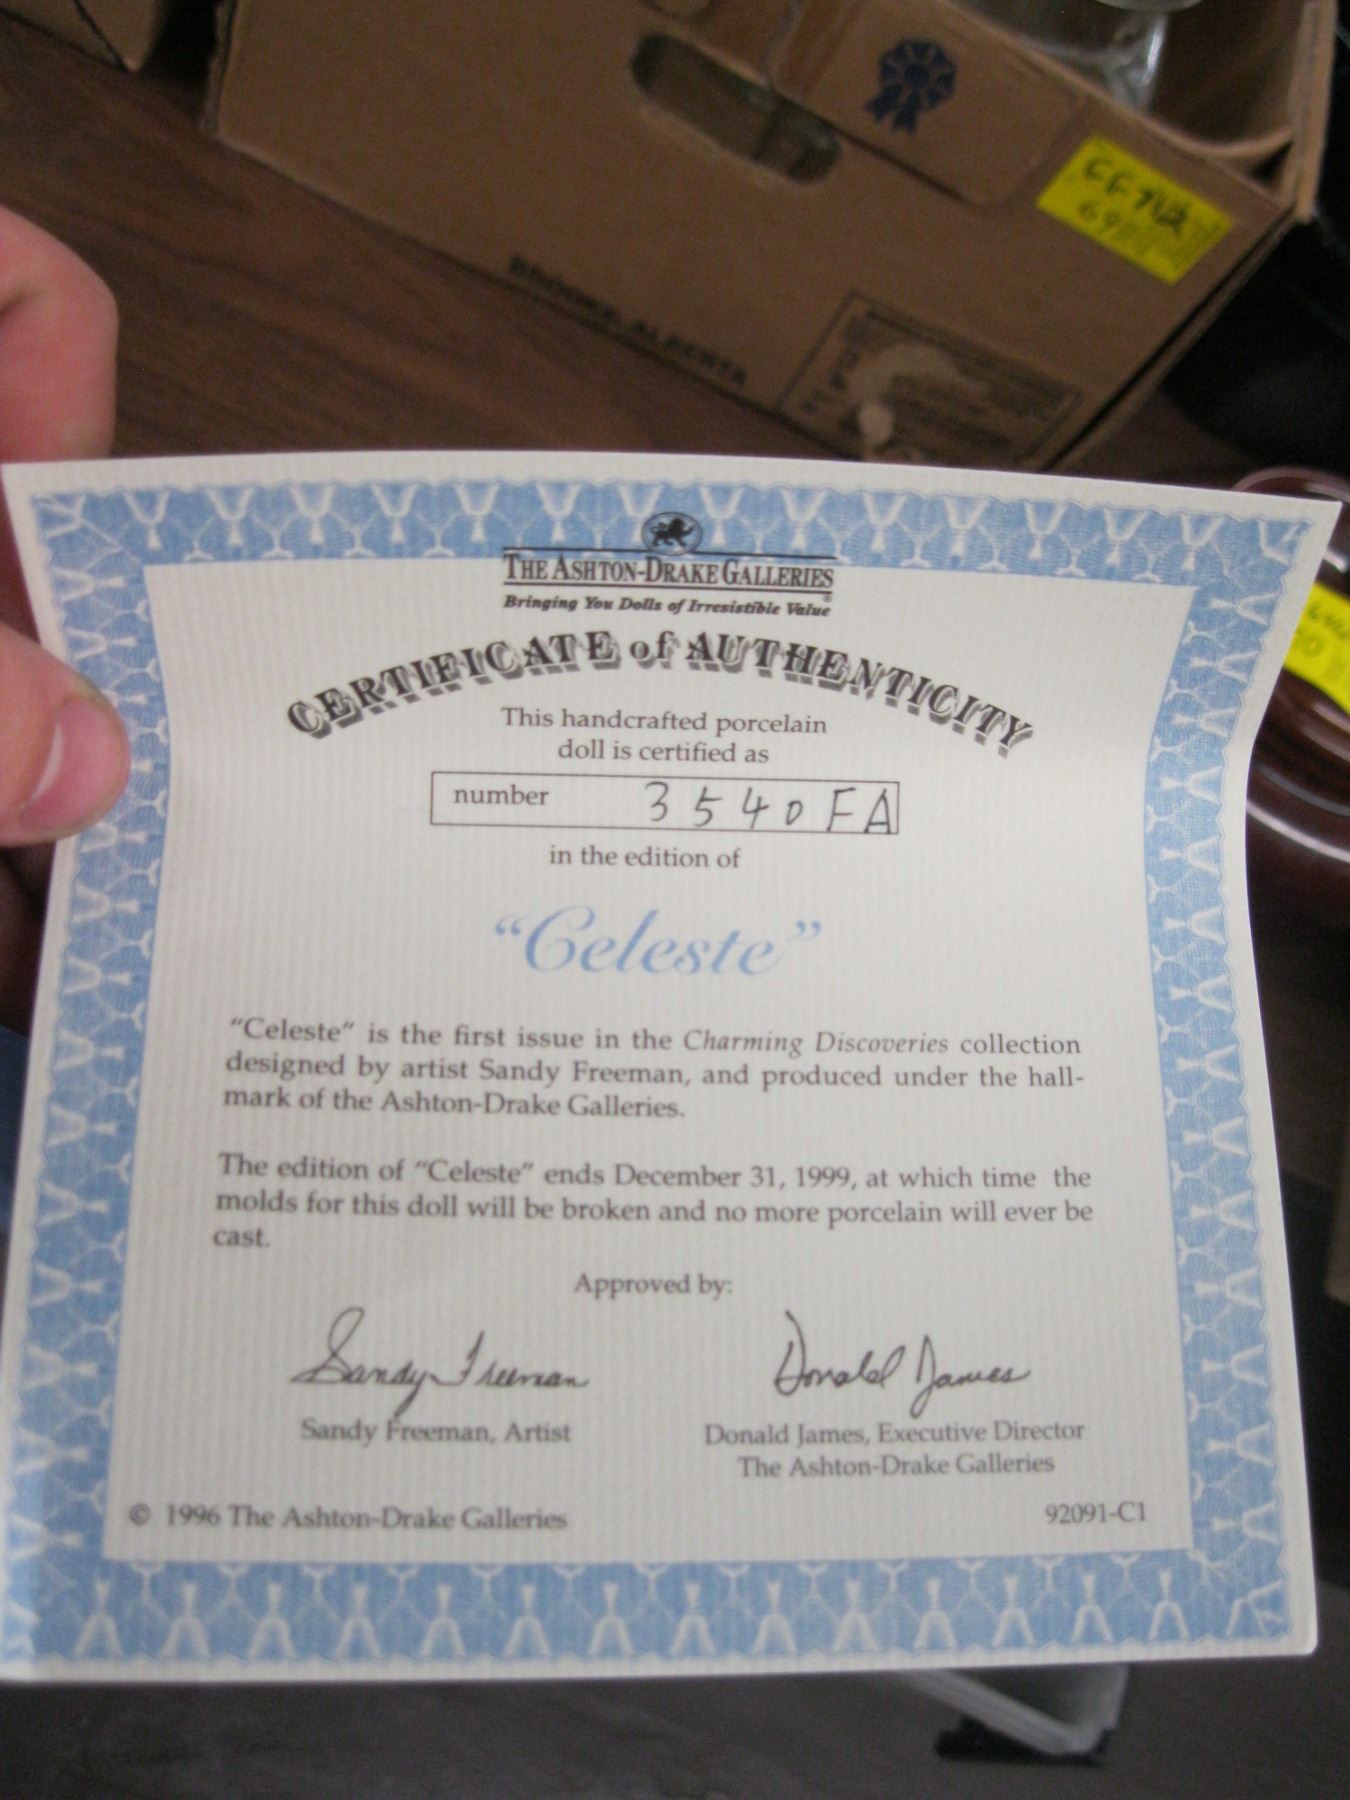 BROOKS, ALBERTA
THE ASHTON-DRAKE GALLERIES
Bringing You Dolls of Irresistible Value
CERTIFICATE of AUTHENTICITY
This handcrafted porcelain
doll is certified as
number 3540FA
in the edition of
“Celeste”
“Celeste” is the first issue in the Charming Discoveries collection
designed by artist Sandy Freeman, and produced under the hall-
mark of the Ashton-Drake Galleries.
The edition of “Celeste” ends December 31, 1999, at which time the
molds for this doll will be broken and no more porcelain will ever be
cast.
Approved by:
Sandy Freeman
Donald James
Sandy Freeman, Artist
Donald James, Executive Director
The Ashton-Drake Galleries
© 1996 The Ashton-Drake Galleries
92091-C1